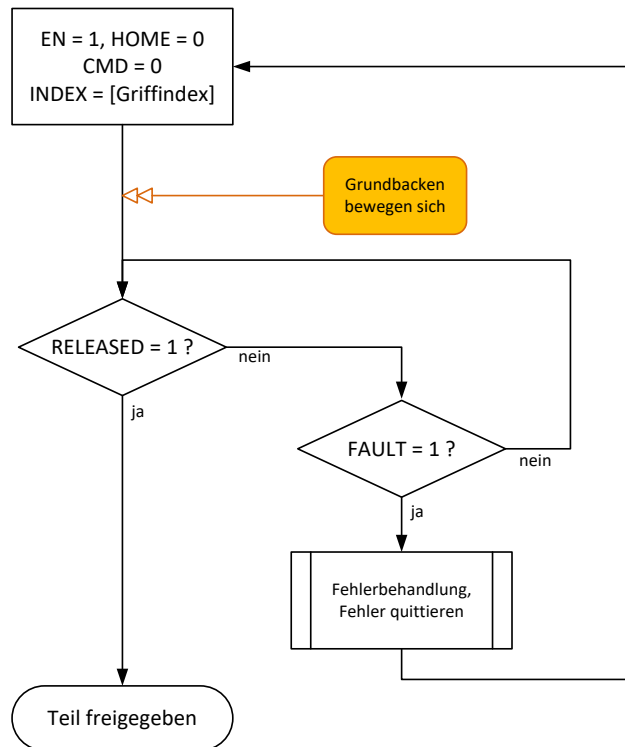 EN = 1, HOME = 0
CMD = 0
INDEX = [Griffindex]
Grundbacken
bewegen sich
RELEASED = 1 ?
nein
ja
FAULT = 1 ?
nein
ja
Fehlerbehandlung,
Fehler quittieren
Teil freigegeben